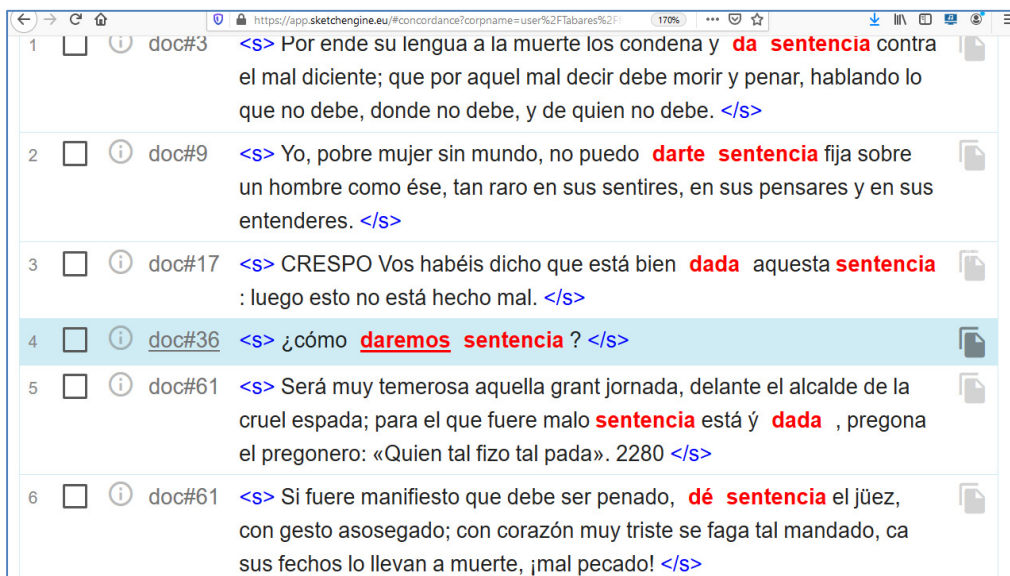 https://app.sketchengine.eu/#concordance?corpname=user%2FTabares%2F 170%
1 doc#3 <s> Por ende su lengua a la muerte los condena y da sentencia contra
el mal diciente; que por aquel mal decir debe morir y penar, hablando lo
que no debe, donde no debe, y de quien no debe. </s>
2 doc#9 <s> Yo, pobre mujer sin mundo, no puedo darte sentencia fija sobre
un hombre como ése, tan raro en sus sentires, en sus pensares y en sus
entenderes. </s>
3 doc#17 <s> CRESPO Vos habéis dicho que está bien dada aquesta sentencia
: luego esto no está hecho mal. </s>
4 doc#36 <s> ¿cómo daremos sentencia ? </s>
5 doc#61 <s> Será muy temerosa aquella grant jornada, delante el alcalde de la
cruel espada; para el que fuere malo sentencia está ý dada , pregona
el pregonero: «Quien tal fizo tal pada». 2280 </s>
6 doc#61 <s> Si fuere manifiesto que debe ser penado, dé sentencia el jüez,
con gesto asosegado; con corazón muy triste se faga tal mandado, ca
sus fechos lo llevan a muerte, ¡mal pecado! </s>